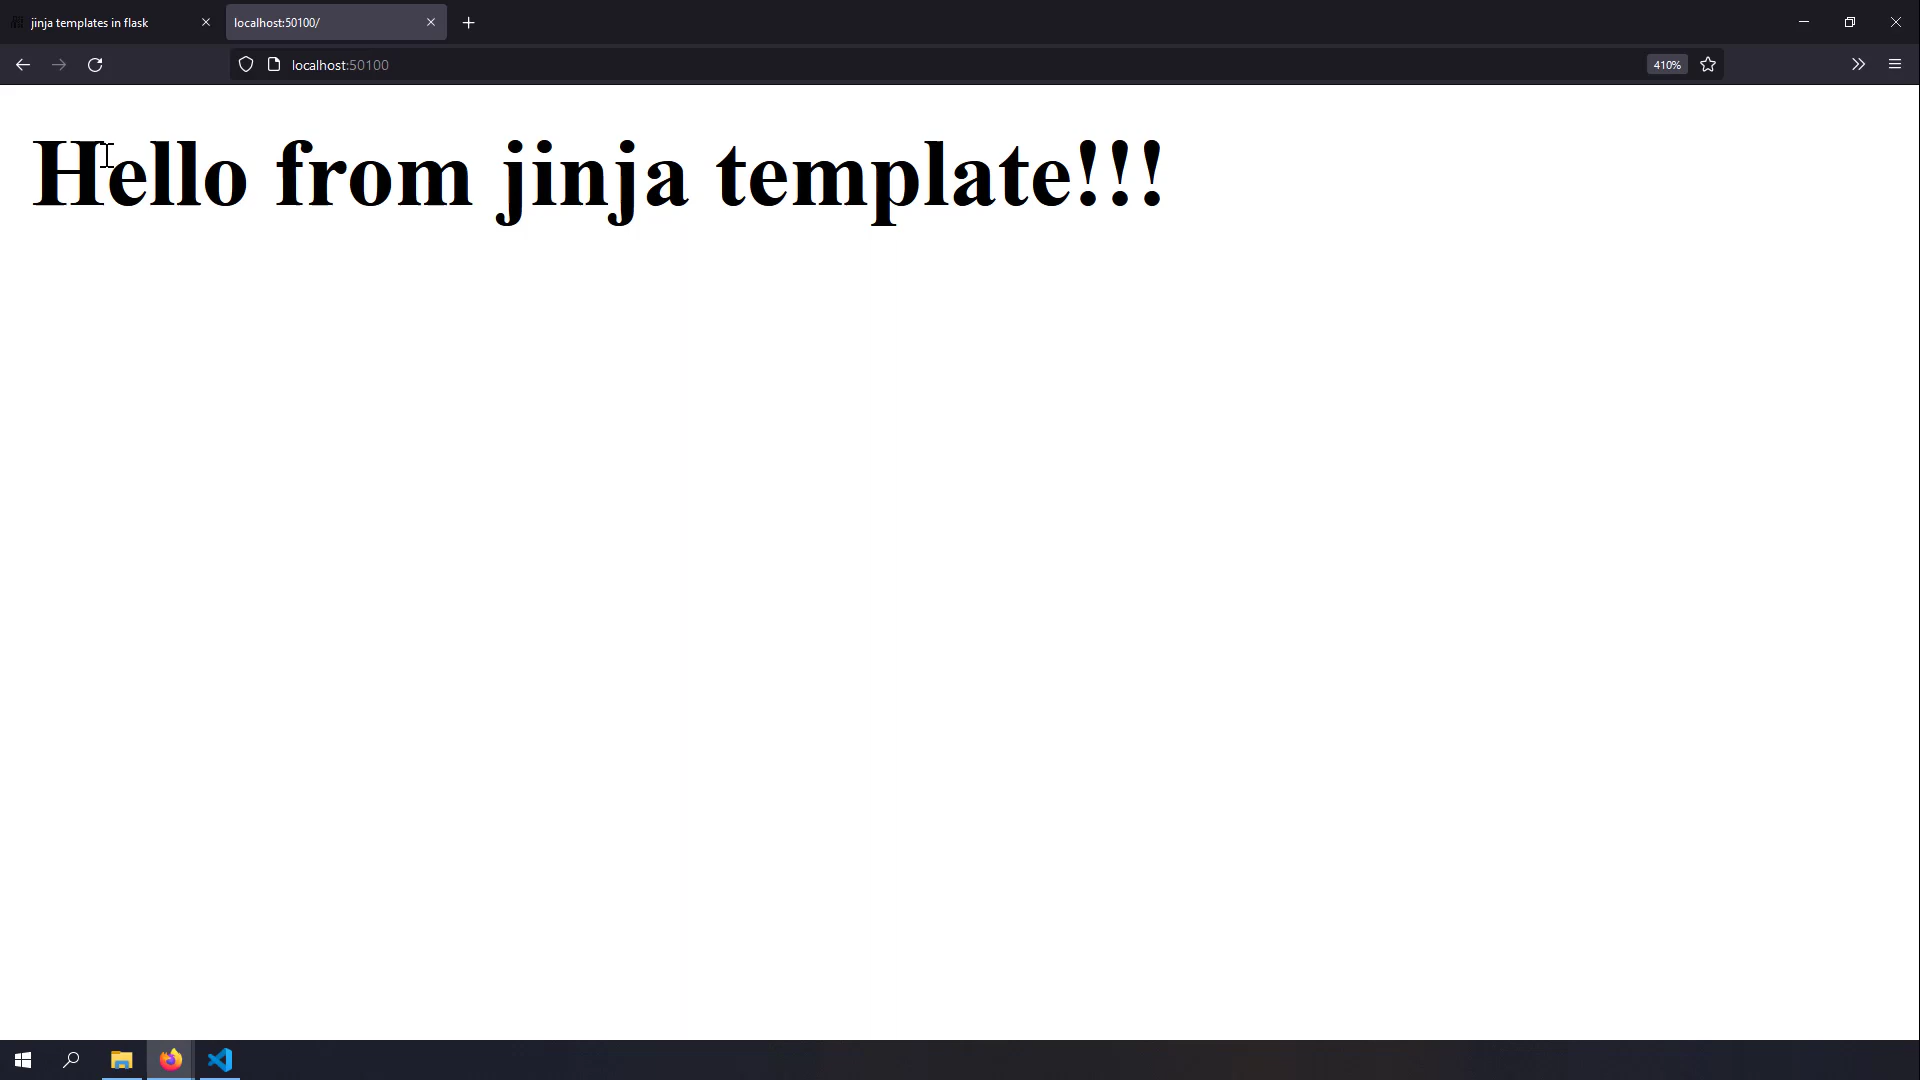 jinja templates in flask
localhost:50100/
localhost:50100
410%
Hello from jinja template!!!